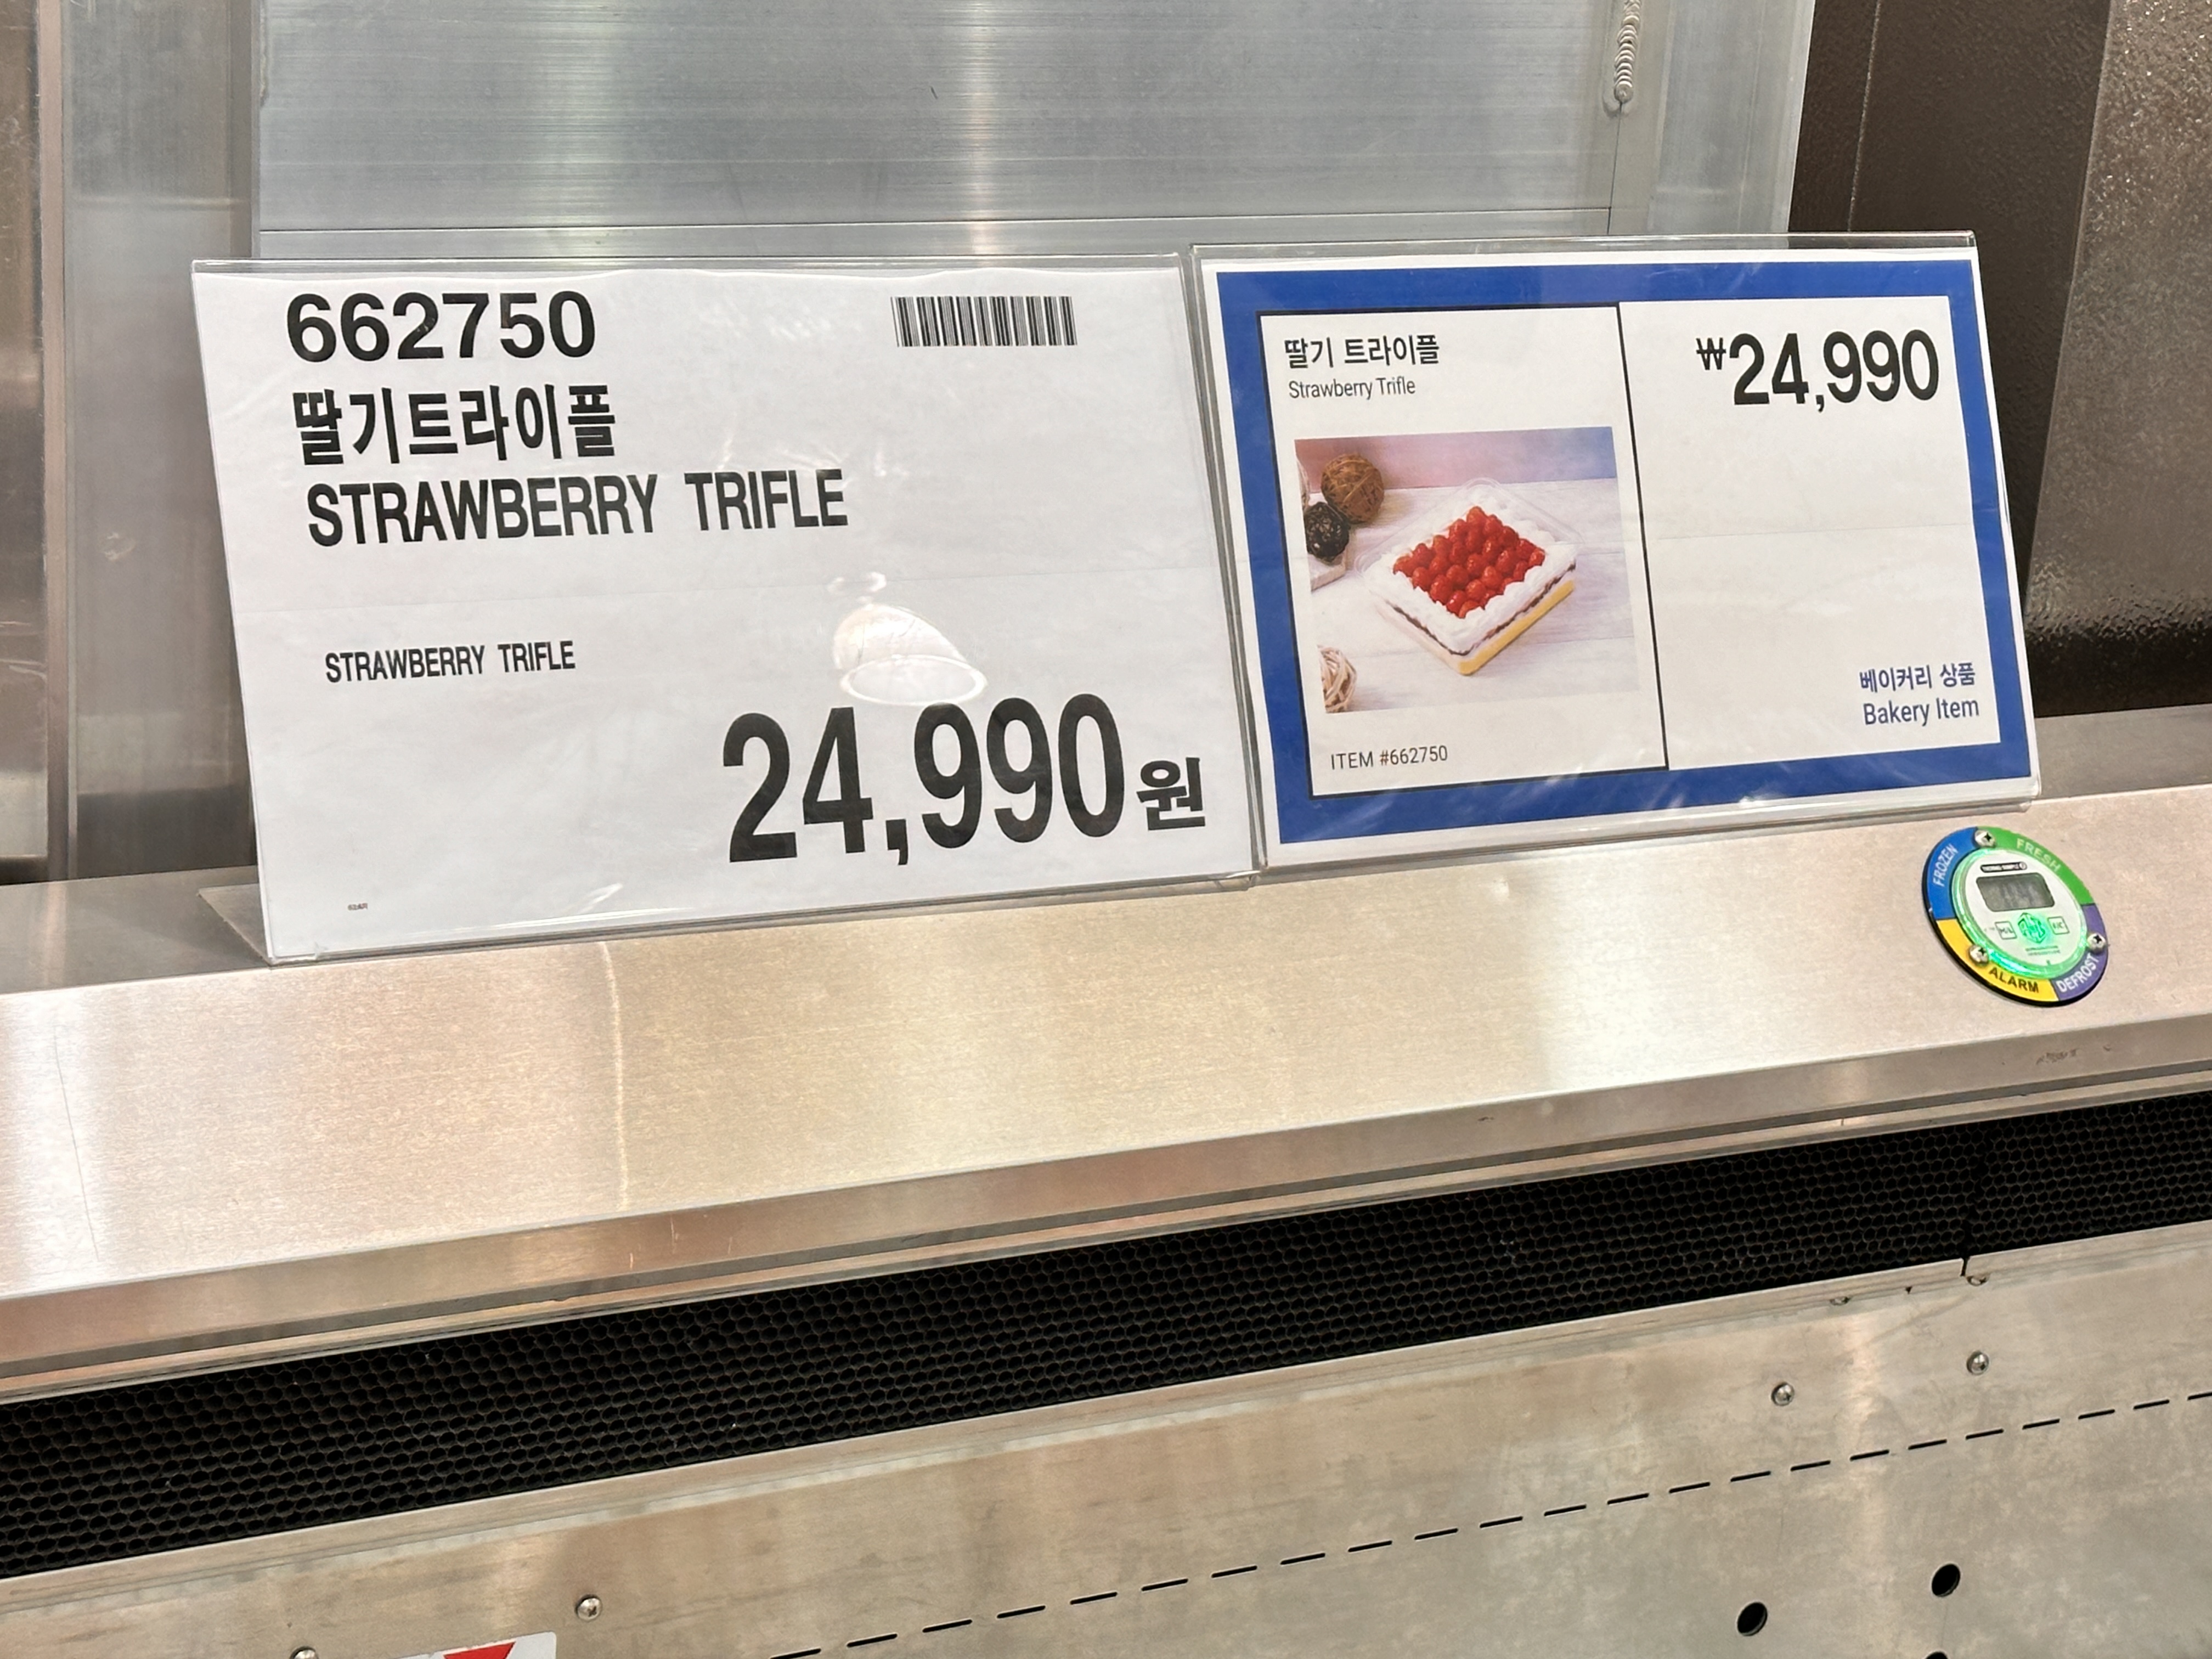 662750
딸기트라이플
STRAWBERRY TRIFLE
STRAWBERRY TRIFLE
24,990원
딸기 트라이플
Strawberry Trifle
ITEM #662750
₩24,990
베이커리 상품
Bakery Item
FROZEN
FRESH
ALARM
DEFROST